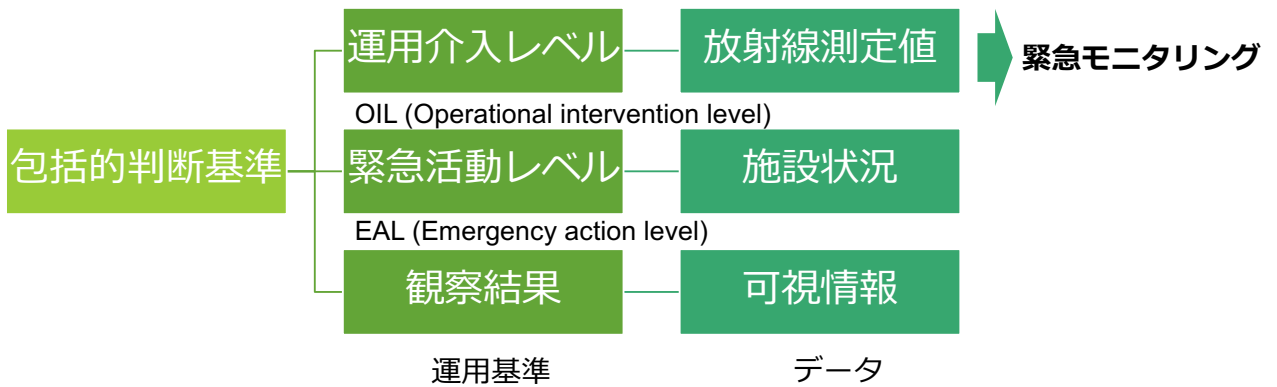 包括的判断基準
運用介入レベル
放射線測定値
緊急モニタリング
OIL (Operational intervention level)
緊急活動レベル
施設状況
EAL (Emergency action level)
観察結果
可視情報
運用基準
データ